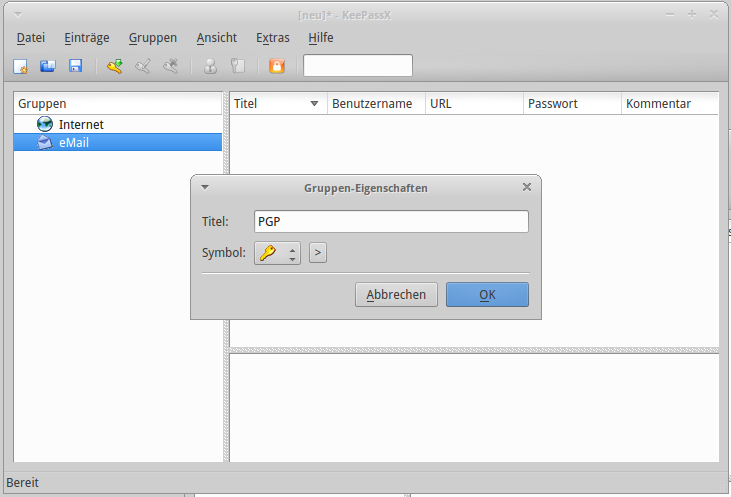 [neu]* - KeePassX
Datei Einträge Gruppen Ansicht Extras Hilfe
Gruppen
Titel Benutzername URL Passwort Kommentar
Internet
eMail
Gruppen-Eigenschaften
Titel: PGP
Symbol: >
Abbrechen OK
Bereit